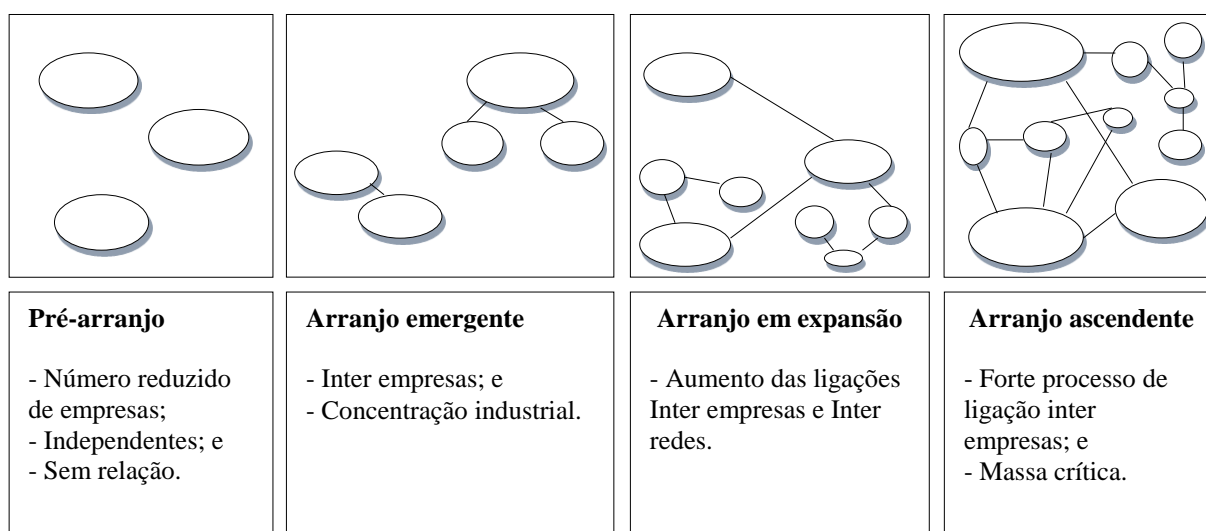 Pré-arranjo
- Número reduzido
de empresas;
- Independentes; e
- Sem relação.
Arranjo emergente
- Inter empresas; e
- Concentração industrial.
Arranjo em expansão
- Aumento das ligações
Inter empresas e Inter
redes.
Arranjo ascendente
- Forte processo de
ligação inter
empresas; e
- Massa crítica.